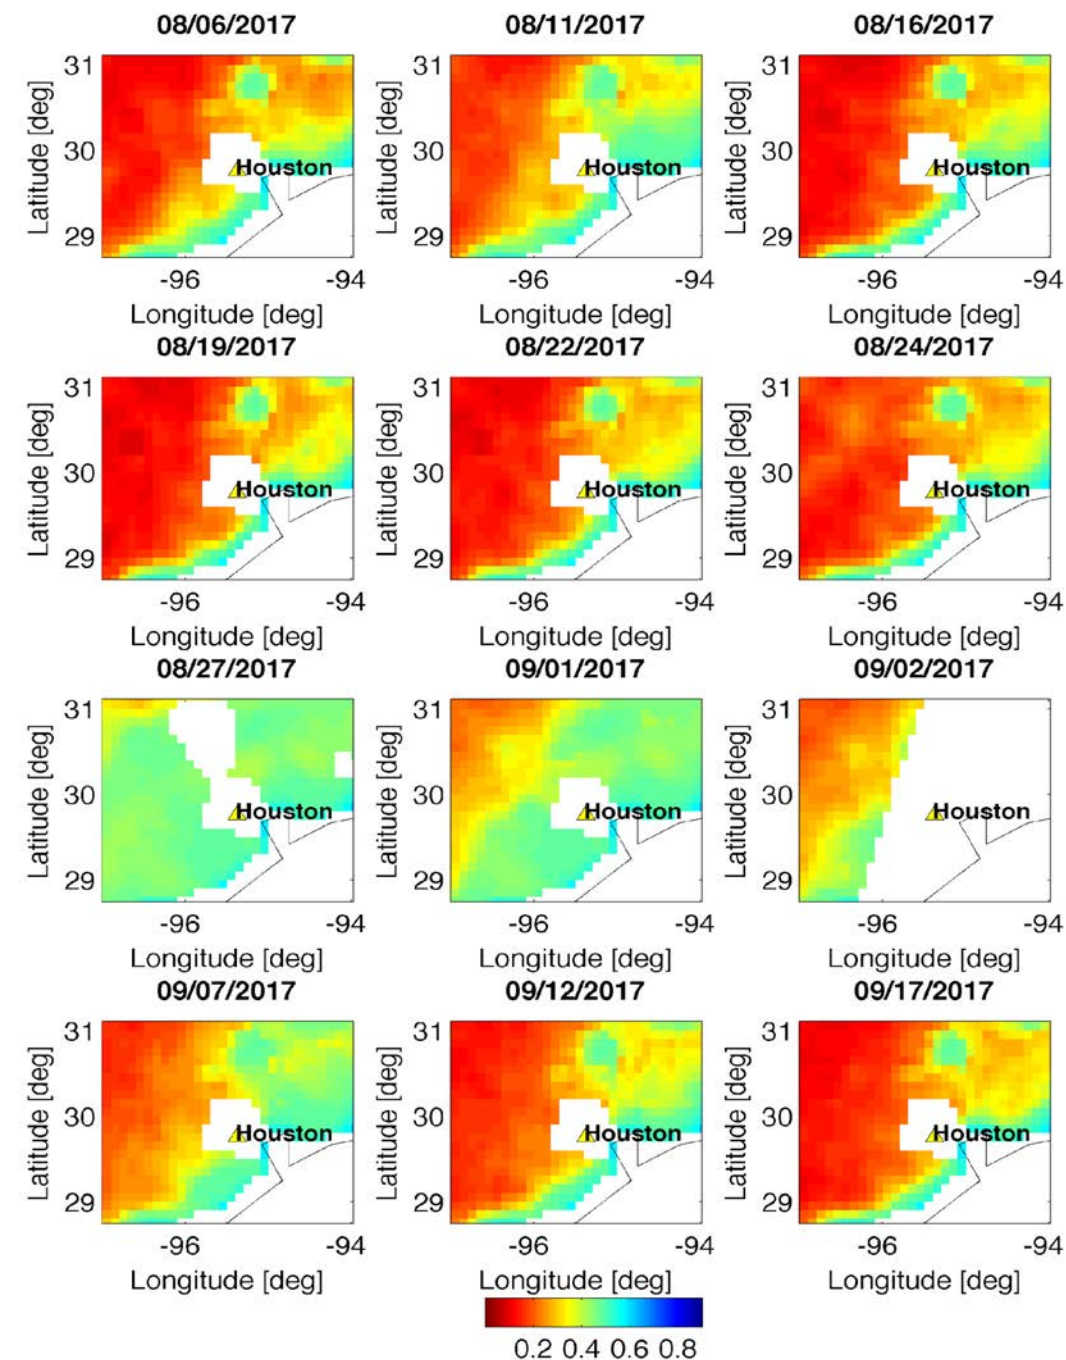 08/06/2017 08/11/2017 08/16/2017
31 31 31
30 30 30
29 29 29
Latitude [deg] Latitude [deg] Latitude [deg]
Houston Houston Houston
-96 -94 -96 -94 -96 -94
Longitude [deg] Longitude [deg] Longitude [deg]
08/19/2017 08/22/2017 08/24/2017
31 31 31
30 30 30
29 29 29
Latitude [deg] Latitude [deg] Latitude [deg]
Houston Houston Houston
-96 -94 -96 -94 -96 -94
Longitude [deg] Longitude [deg] Longitude [deg]
08/27/2017 09/01/2017 09/02/2017
31 31 31
30 30 30
29 29 29
Latitude [deg] Latitude [deg] Latitude [deg]
Houston Houston Houston
-96 -94 -96 -94 -96 -94
Longitude [deg] Longitude [deg] Longitude [deg]
09/07/2017 09/12/2017 09/17/2017
31 31 31
30 30 30
29 29 29
Latitude [deg] Latitude [deg] Latitude [deg]
Houston Houston Houston
-96 -94 -96 -94 -96 -94
Longitude [deg] Longitude [deg] Longitude [deg]
0.2 0.4 0.6 0.8